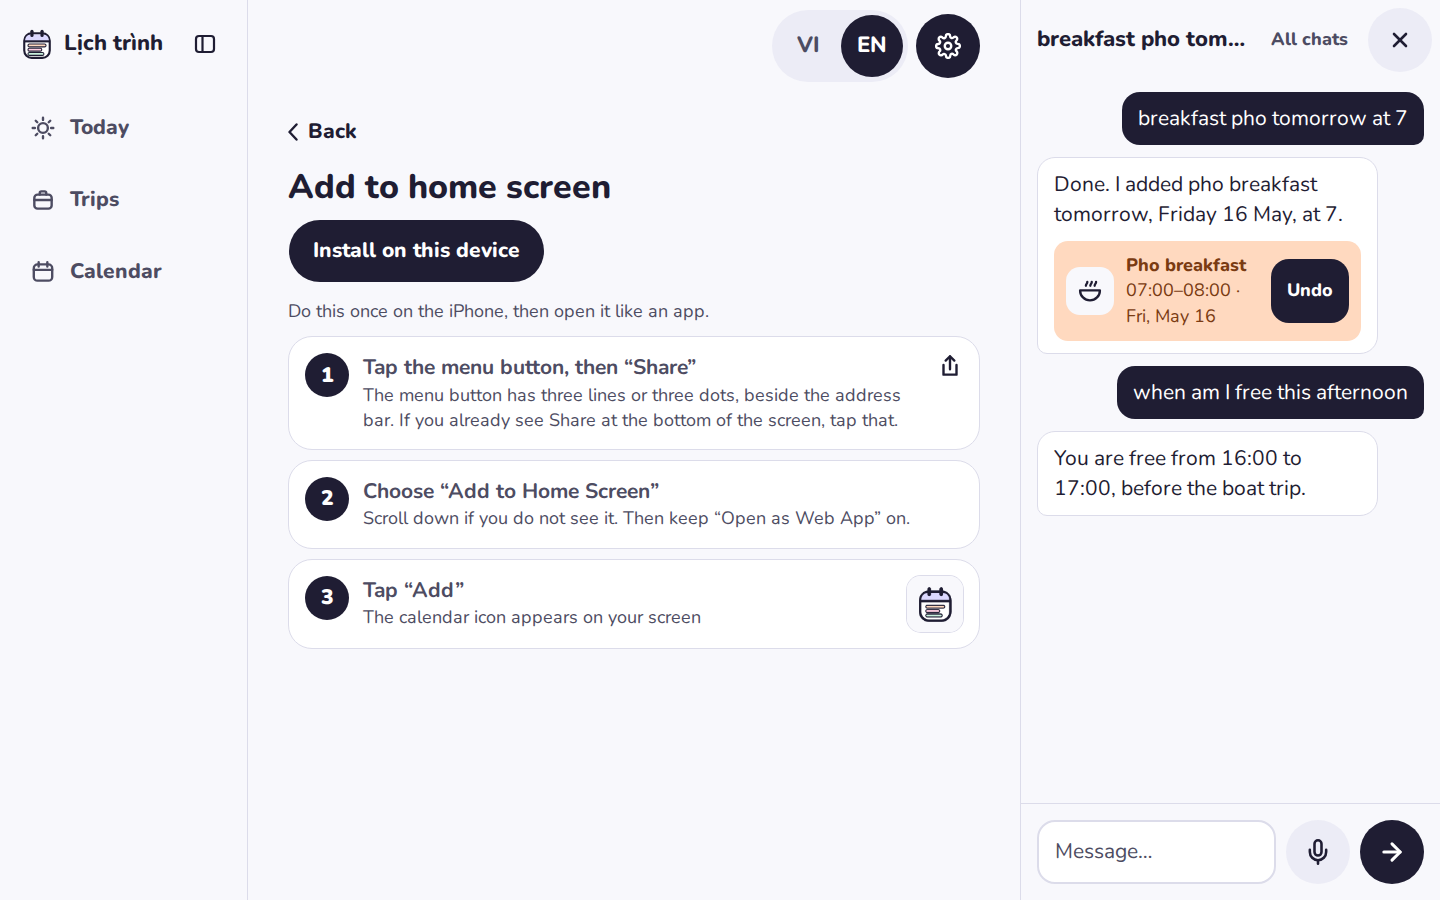 Lịch trình
Today
Trips
Calendar
VI
EN
Back
Add to home screen
Install on this device
Do this once on the iPhone, then open it like an app.
1
Tap the menu button, then “Share”
The menu button has three lines or three dots, beside the address
bar. If you already see Share at the bottom of the screen, tap that.
2
Choose “Add to Home Screen”
Scroll down if you do not see it. Then keep “Open as Web App” on.
3
Tap “Add”
The calendar icon appears on your screen
breakfast pho tom...
All chats
breakfast pho tomorrow at 7
Done. I added pho breakfast
tomorrow, Friday 16 May, at 7.
Pho breakfast
07:00–08:00 ·
Fri, May 16
Undo
when am I free this afternoon
You are free from 16:00 to
17:00, before the boat trip.
Message...